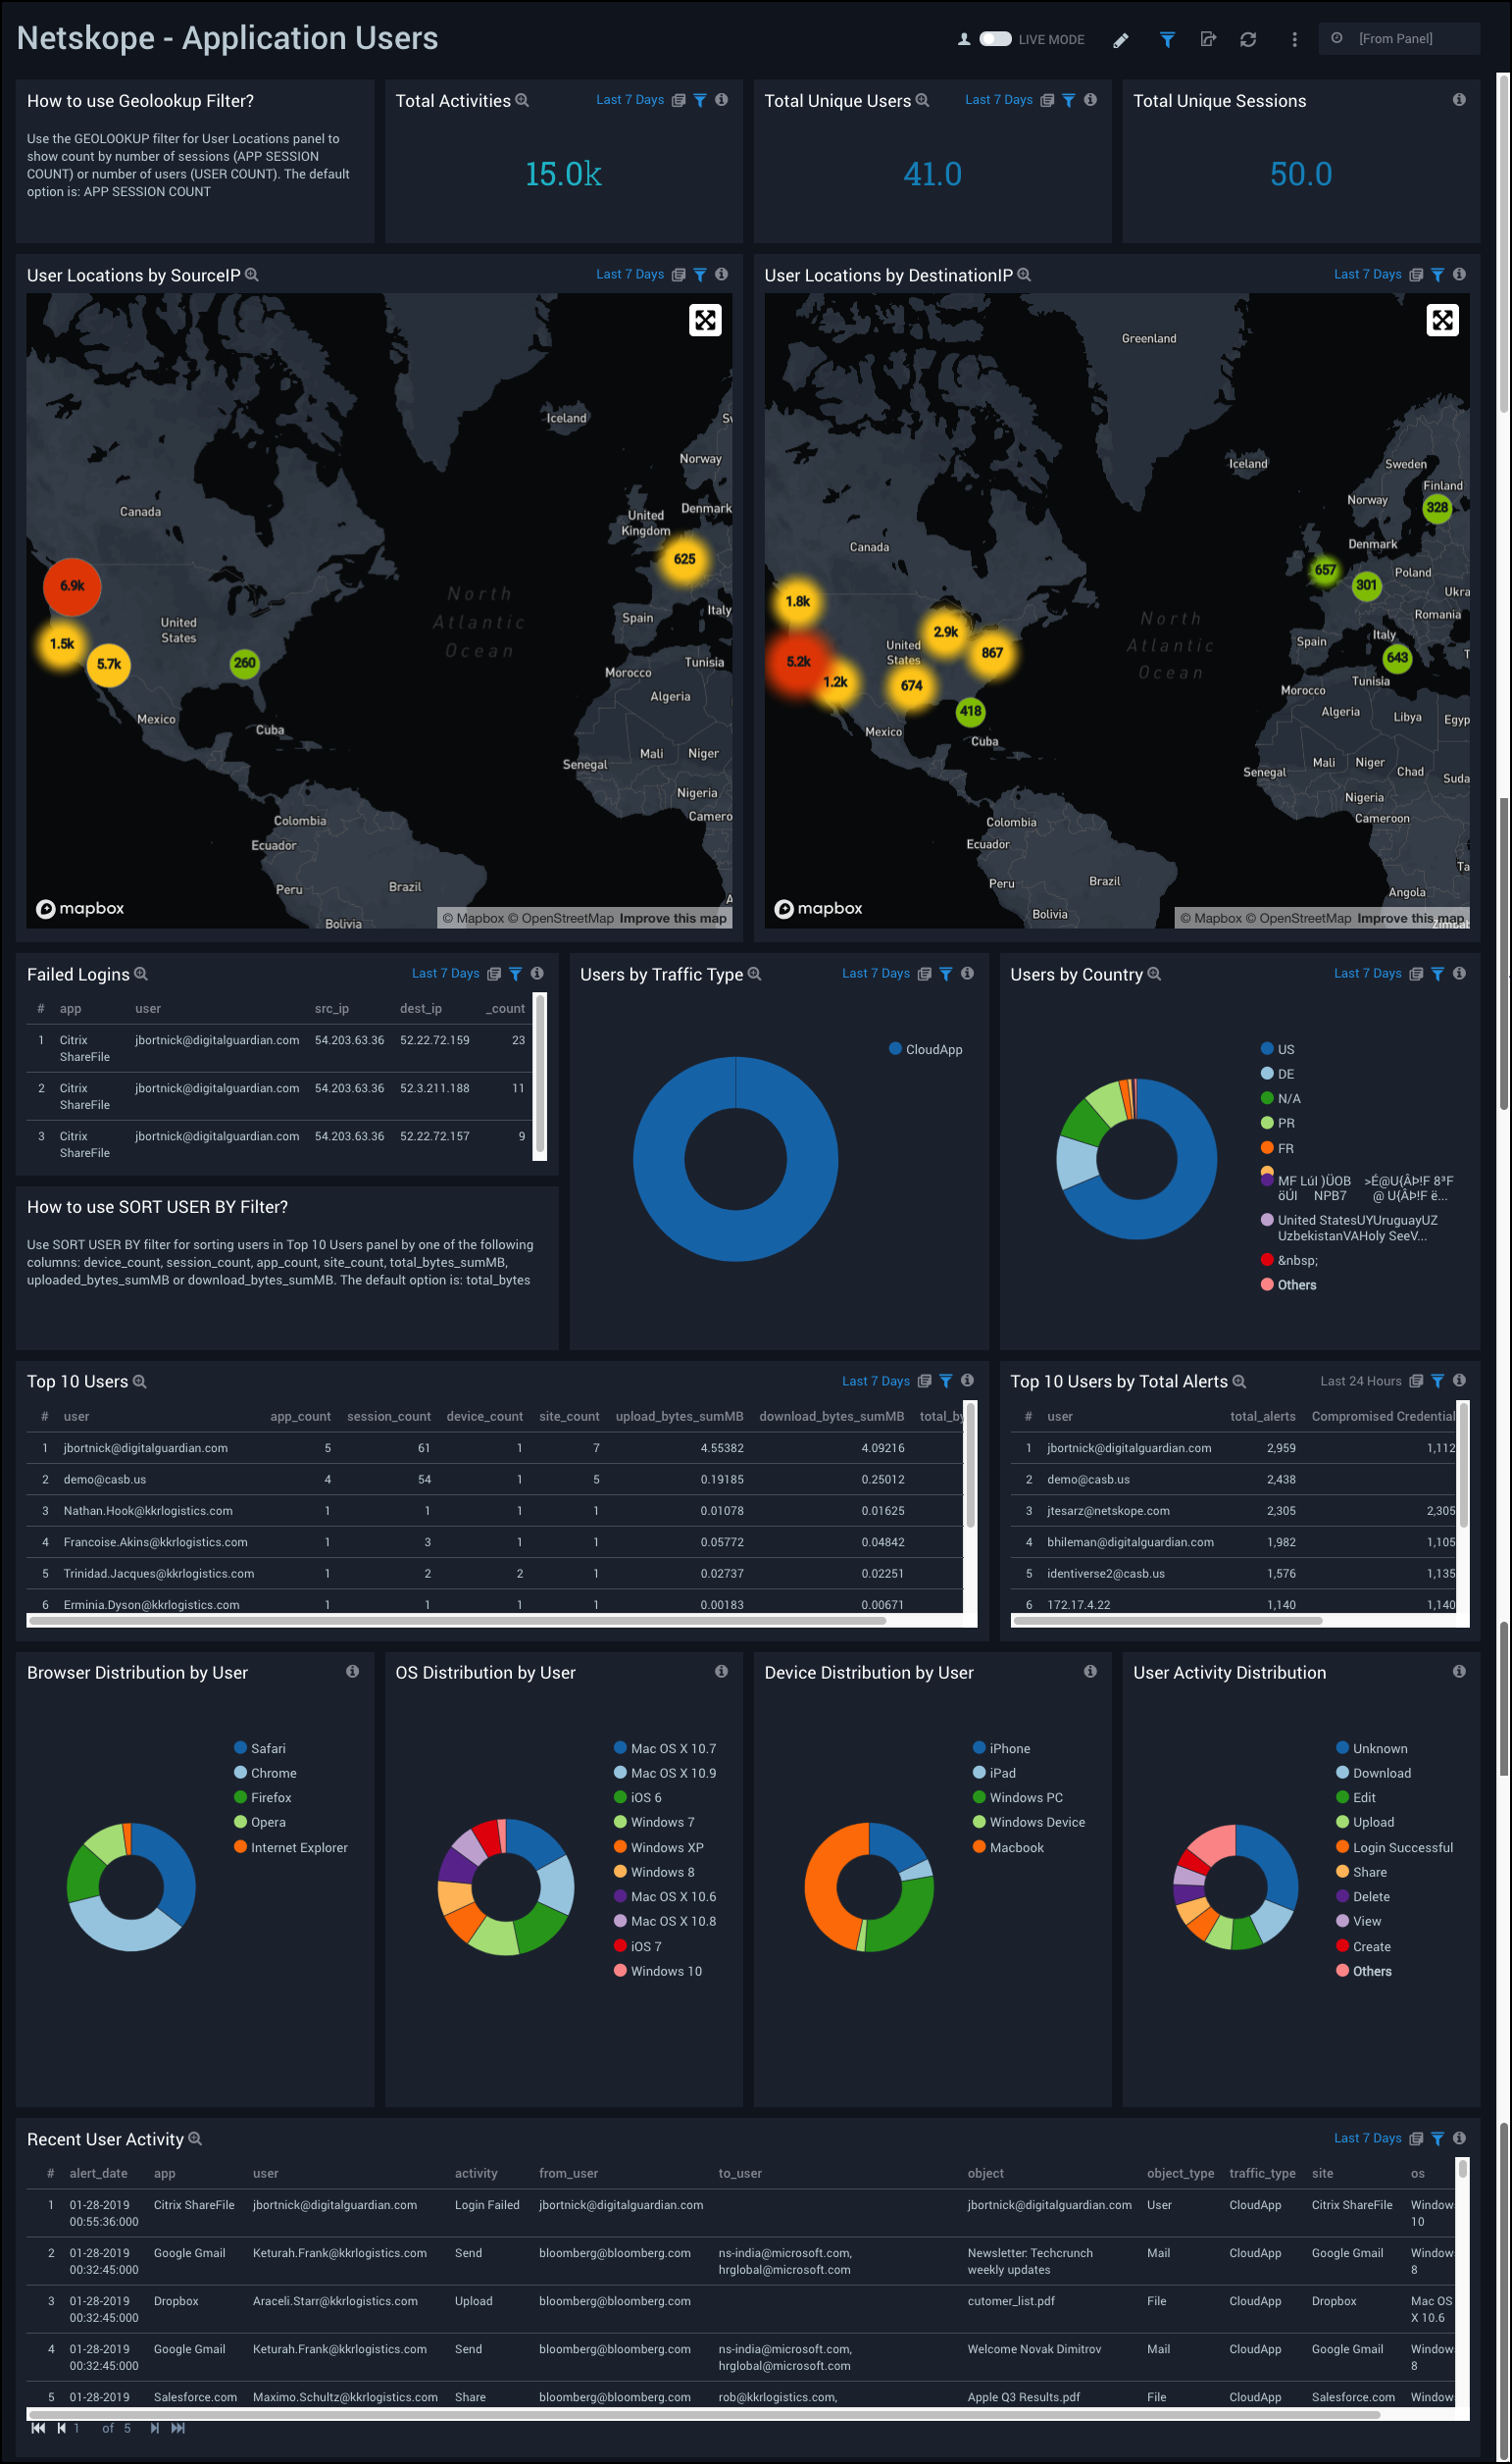 Netskope - Application Users
LIVE MODE
[From Panel]
How to use Geolookup Filter?
Use the GEOLOOKUP filter for User Locations panel to
show count by number of sessions (APP SESSION
COUNT) or number of users (USER COUNT). The default
option is: APP SESSION COUNT
Total Activities
Last 7 Days
15.0k
Total Unique Users
Last 7 Days
41.0
Total Unique Sessions
50.0
User Locations by SourceIP
Last 7 Days
Iceland
Norway
Canada
United
Kingdom
Denmark
625
6.9k
North
Atlantic
Ocean
United
States
Spain
Italy
1.5k
5.7k
260
Tunisia
Morocco
Algeria
Mexico
Cuba
Mali
Niger
Senegal
Nigeria
Camero
Colombia
Ecuador
Peru
Brazil
Bolivia
mapbox
© Mapbox © OpenStreetMap Improve this map
User Locations by DestinationIP
Last 7 Days
Greenland
Iceland
Sweden
Finland
Norway
328
Canada
Denmark
657
Poland
301
Ukra
1.8k
Romania
North
Atlantic
Ocean
2.9k
United
States
867
Spain
Italy
5.2k
643
1.2k
674
Tunisia
Morocco
418
Algeria
Libya
Egyp
Mexico
Cuba
Mali
Niger
Chad
Senegal
Suda
Nigeria
Cameroon
Colombia
Ecuador
Ta
Peru
Brazil
Angola
Bolivia
mapbox
© Mapbox © OpenStreetMap Improve this map
Failed Logins
Last 7 Days
# app user src_ip dest_ip _count
1 Citrix ShareFile jbortnick@digitalguardian.com 54.203.63.36 52.22.72.159 23
2 Citrix ShareFile jbortnick@digitalguardian.com 54.203.63.36 52.3.211.188 11
3 Citrix ShareFile jbortnick@digitalguardian.com 54.203.63.36 52.22.72.157 9
Users by Traffic Type
Last 7 Days
CloudApp
Users by Country
Last 7 Days
US
DE
N/A
PR
FR
MF Lúl )ÜOB >É@U{ÂÞ!F 8³F
öÚl NPB7 @ U{ÂÞ!F ë...
United StatesUYUruguayUZ
UzbekistanVAHoly SeeV...
&nbsp;
Others
How to use SORT USER BY Filter?
Use SORT USER BY filter for sorting users in Top 10 Users panel by one of the following
columns: device_count, session_count, app_count, site_count, total_bytes_sumMB,
uploaded_bytes_sumMB or download_bytes_sumMB. The default option is: total_bytes
Top 10 Users
Last 7 Days
# user app_count session_count device_count site_count upload_bytes_sumMB download_bytes_sumMB total_by
1 jbortnick@digitalguardian.com 5 61 1 7 4.55382 4.09216
2 demo@casb.us 4 54 1 5 0.19185 0.25012
3 Nathan.Hook@kkrlogistics.com 1 1 1 1 0.01078 0.01625
4 Francoise.Akins@kkrlogistics.com 1 3 1 1 0.05772 0.04842
5 Trinidad.Jacques@kkrlogistics.com 1 2 2 1 0.02737 0.02251
6 Erminia.Dyson@kkrlogistics.com 1 1 1 1 0.00183 0.00671
Top 10 Users by Total Alerts
Last 24 Hours
# user total_alerts Compromised Credential
1 jbortnick@digitalguardian.com 2,959 1,112
2 demo@casb.us 2,438
3 jtesarz@netskope.com 2,305 2,305
4 bhileman@digitalguardian.com 1,982 1,105
5 identiverse2@casb.us 1,576 1,135
6 172.17.4.22 1,140 1,140
Browser Distribution by User
Safari
Chrome
Firefox
Opera
Internet Explorer
OS Distribution by User
Mac OS X 10.7
Mac OS X 10.9
iOS 6
Windows 7
Windows XP
Windows 8
Mac OS X 10.6
Mac OS X 10.8
iOS 7
Windows 10
Device Distribution by User
iPhone
iPad
Windows PC
Windows Device
Macbook
User Activity Distribution
Unknown
Download
Edit
Upload
Login Successful
Share
Delete
View
Create
Others
Recent User Activity
Last 7 Days
# alert_date app user activity from_user to_user object object_type traffic_type site os
1 01-28-2019 Citrix ShareFile jbortnick@digitalguardian.com Login Failed jbortnick@digitalguardian.com jbortnick@digitalguardian.com User CloudApp Citrix ShareFile Window
00:55:36:000 10
2 01-28-2019 Google Gmail Keturah.Frank@kkrlogistics.com Send bloomberg@bloomberg.com ns-india@microsoft.com, Newsletter: Techcrunch Mail CloudApp Google Gmail Window
00:32:45:000 hrglobal@microsoft.com weekly updates 8
3 01-28-2019 Dropbox Araceli.Starr@kkrlogistics.com Upload bloomberg@bloomberg.com cutomer_list.pdf File CloudApp Dropbox Mac OS
00:32:45:000 X 10.6
4 01-28-2019 Google Gmail Keturah.Frank@kkrlogistics.com Send bloomberg@bloomberg.com ns-india@microsoft.com, Welcome Novak Dimitrov Mail CloudApp Google Gmail Window
00:32:45:000 hrglobal@microsoft.com 8
5 01-28-2019 Salesforce.com Maximo.Schultz@kkrlogistics.com Share bloomberg@bloomberg.com rob@kkrlogistics.com, Apple Q3 Results.pdf File CloudApp Salesforce.com Window
1 of 5